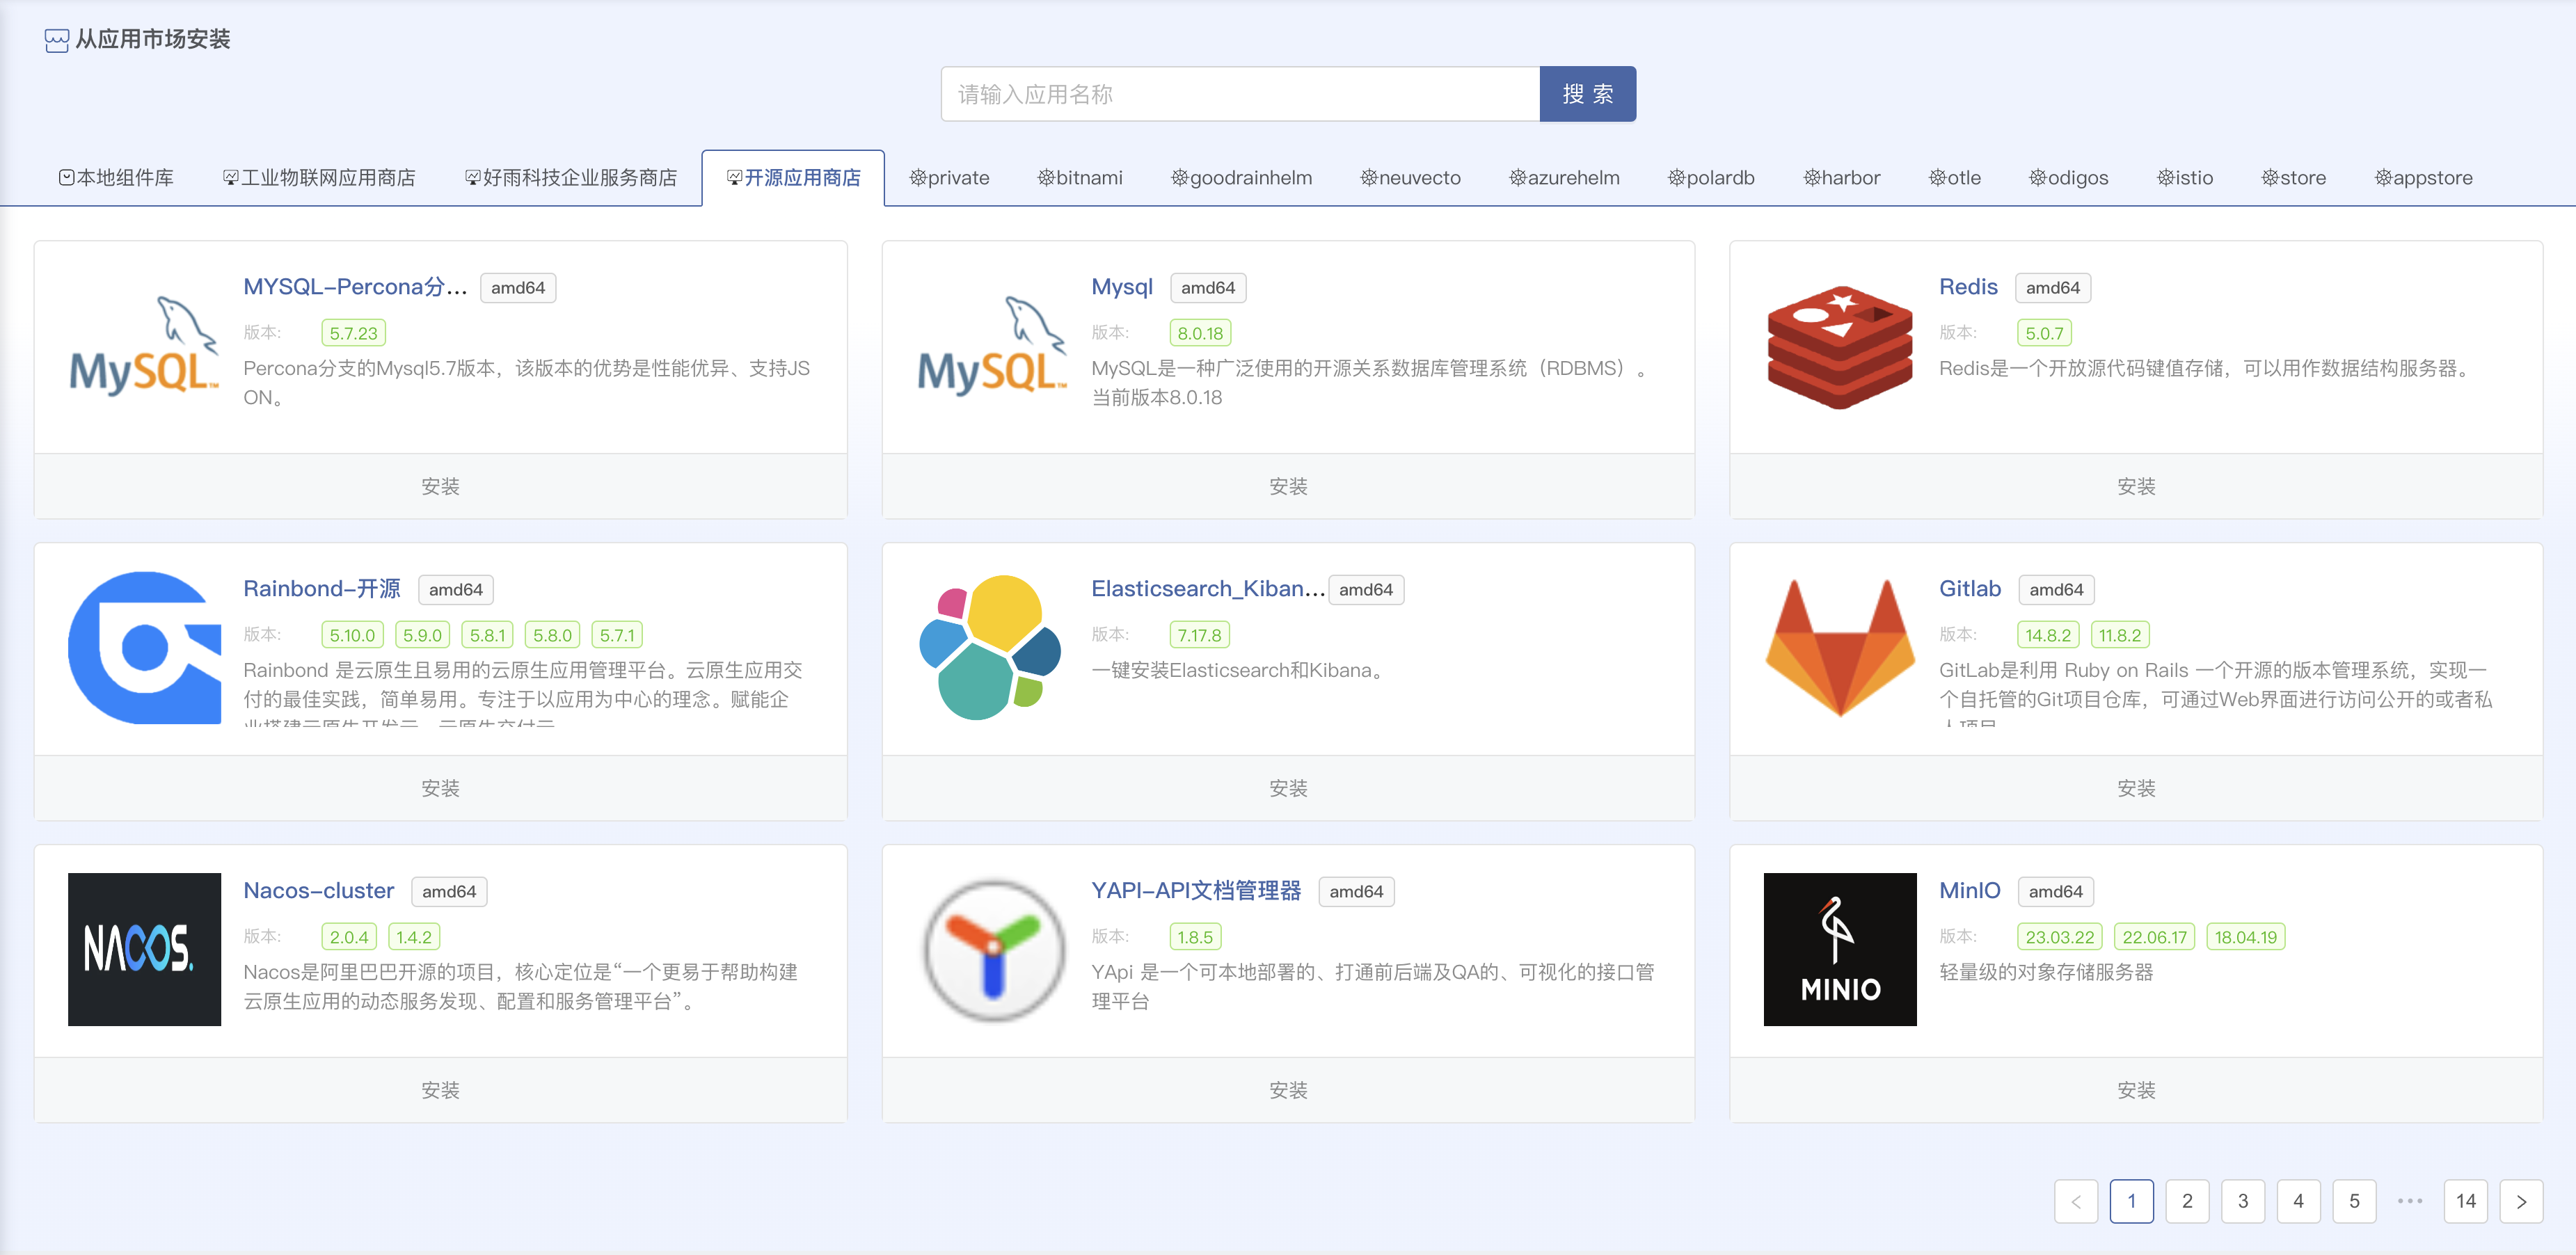 从应用市场安装
请输入应用名称
搜 索
本地组件库 工业物联网应用商店 好雨科技企业服务商店 开源应用商店 private bitnami goodrainhelm neuvecto azurehelm polardb harbor otle odigos istio store appstore
MySQL™
MYSQL-Percona分... amd64
版本: 5.7.23
Percona分支的Mysql5.7版本，该版本的优势是性能优异、支持JS
ON。
安装
MySQL™
Mysql amd64
版本: 8.0.18
MySQL是一种广泛使用的开源关系数据库管理系统（RDBMS）。
当前版本8.0.18
安装
Redis amd64
版本: 5.0.7
Redis是一个开放源代码键值存储，可以用作数据结构服务器。
安装
Rainbond-开源 amd64
版本: 5.10.0 5.9.0 5.8.1 5.8.0 5.7.1
Rainbond 是云原生且易用的云原生应用管理平台。云原生应用交
付的最佳实践，简单易用。专注于以应用为中心的理念。赋能企
业搭建云原生开发云、云原生交付云
安装
Elasticsearch_Kiban... amd64
版本: 7.17.8
一键安装Elasticsearch和Kibana。
安装
Gitlab amd64
版本: 14.8.2 11.8.2
GitLab是利用 Ruby on Rails 一个开源的版本管理系统，实现一
个自托管的Git项目仓库，可通过Web界面进行访问公开的或者私
人项目
安装
NACOS.
Nacos-cluster amd64
版本: 2.0.4 1.4.2
Nacos是阿里巴巴开源的项目，核心定位是“一个更易于帮助构建
云原生应用的动态服务发现、配置和服务管理平台”。
安装
YAPI-API文档管理器 amd64
版本: 1.8.5
YApi 是一个可本地部署的、打通前后端及QA的、可视化的接口管
理平台
安装
MINIO
MinIO amd64
版本: 23.03.22 22.06.17 18.04.19
轻量级的对象存储服务器
安装
< 1 2 3 4 5 ••• 14 >